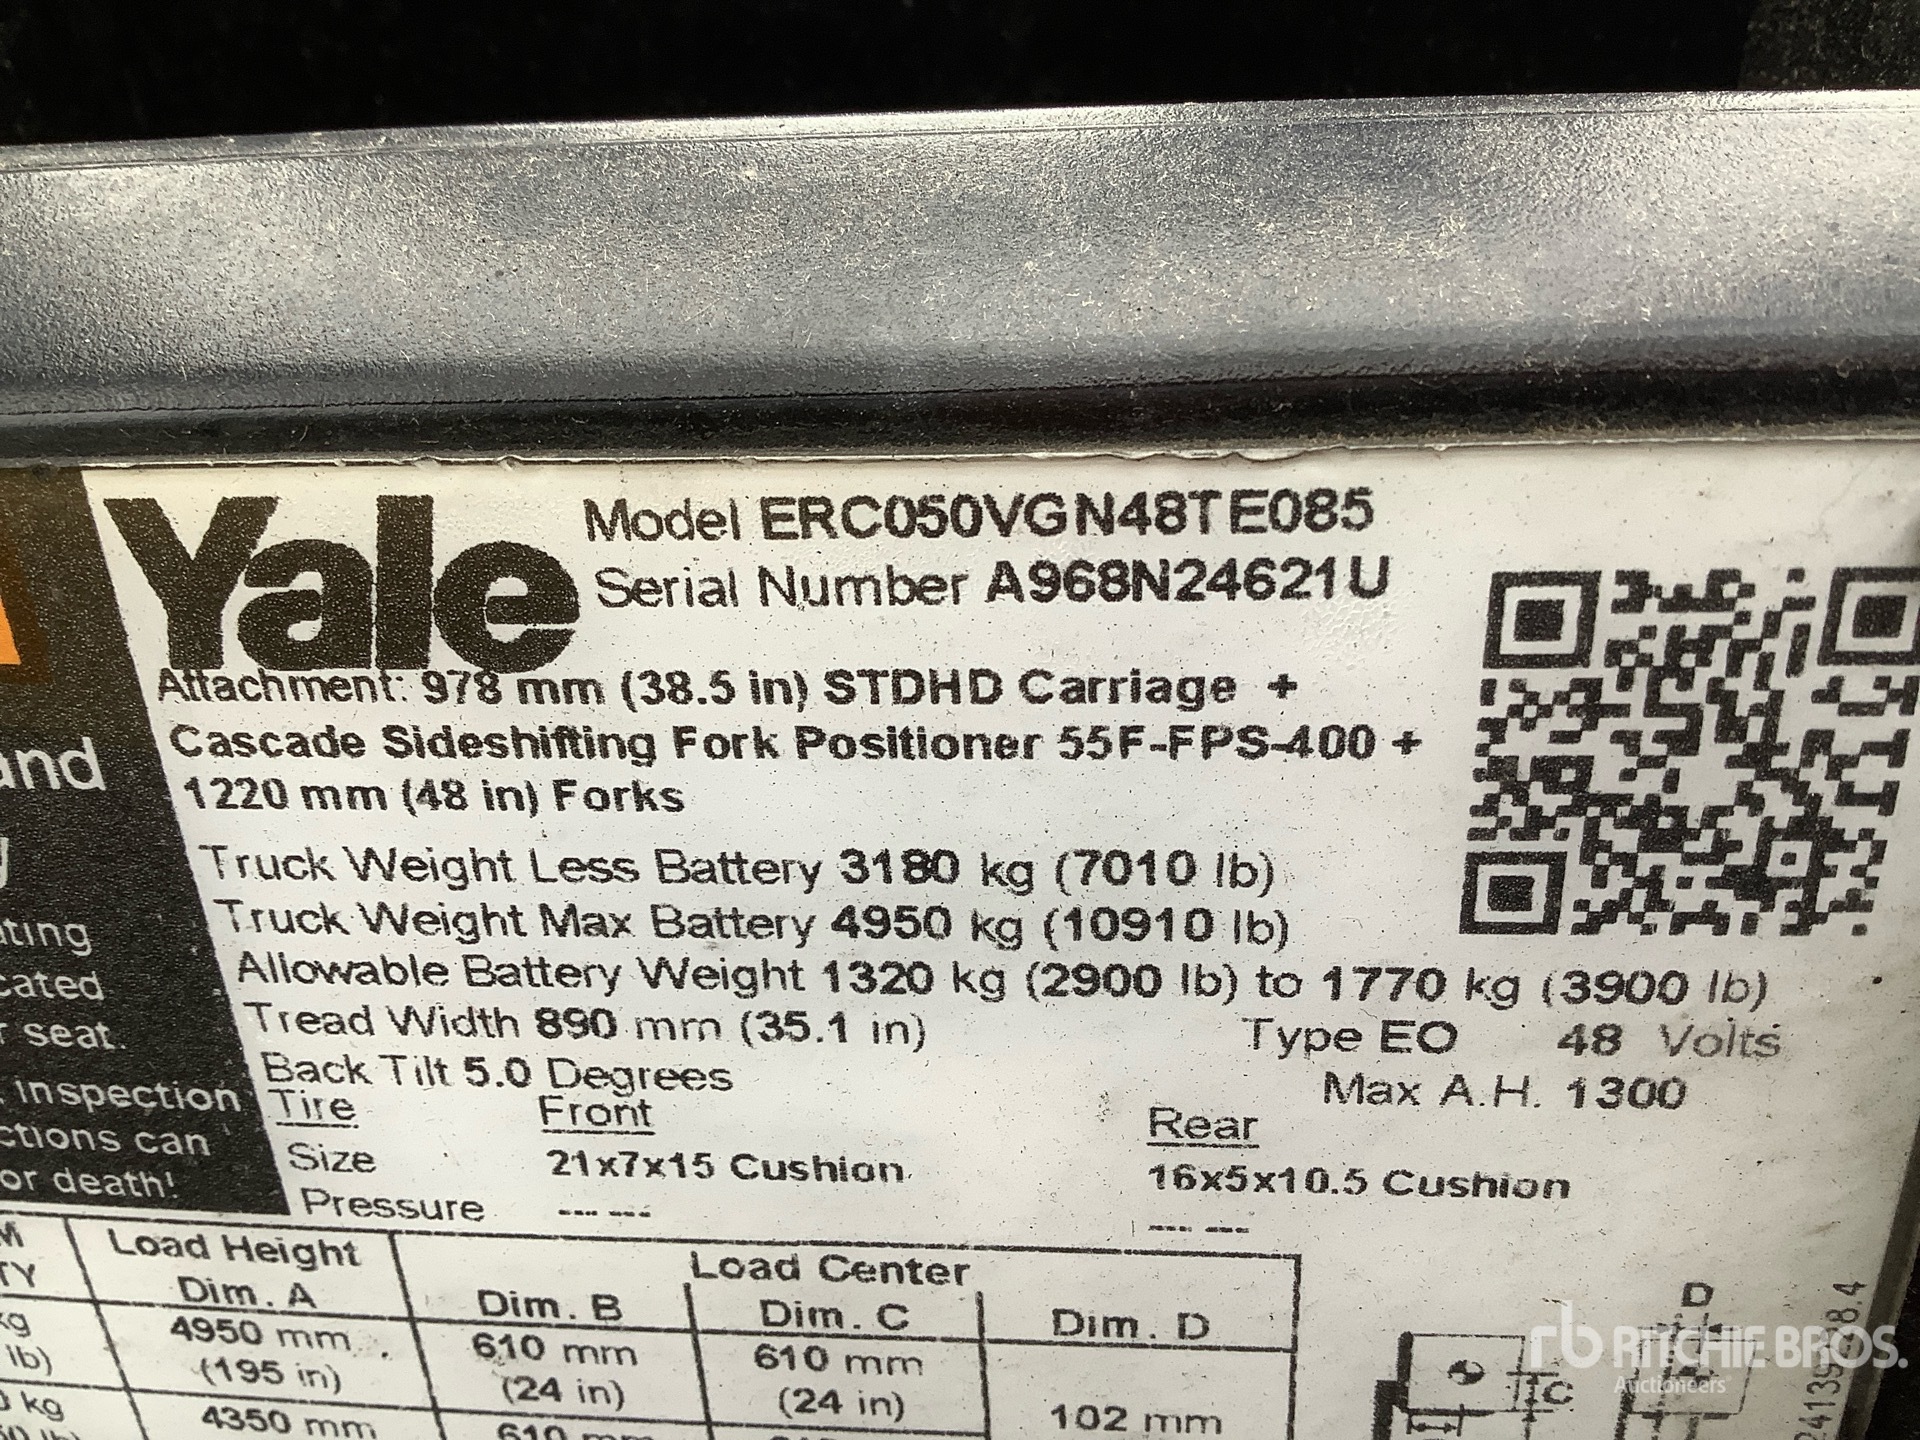 Yale
Model ERC050VGN48TE085
Serial Number A968N24621U
Attachment: 978 mm (38.5 in) STDHD Carriage +
Cascade Sideshifting Fork Positioner 55F-FPS-400 +
1220 mm (48 in) Forks
Truck Weight Less Battery 3180 kg (7010 lb)
Truck Weight Max Battery 4950 kg (10910 lb)
Allowable Battery Weight 1320 kg (2900 lb) to 1770 kg (3900 lb)
Tread Width 890 mm (35.1 in)
Type EO 48 Volts
Back Tilt 5.0 Degrees
Max A.H. 1300
Tire Front Rear
Size 21x7x15 Cushion 16x5x10.5 Cushion
Pressure --- --- --- ---
and
seat.
inspection
can
or death!
Load Height Load Center
Dim. A Dim. B Dim. C Dim. D
4950 mm 610 mm 610 mm
(195 in) (24 in) (24 in)
kg
lb)
kg
4350 mm 610 mm
102 mm
D
C
rb RITCHIE BROS.
Auctioneers